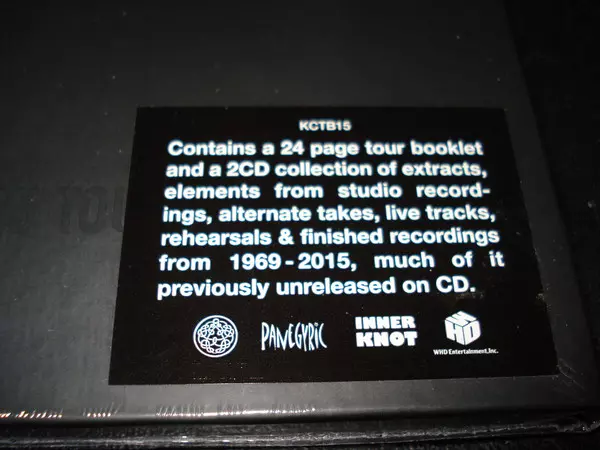 KCTB15
Contains a 24 page tour booklet
and a 2CD collection of extracts,
elements from studio record-
ings, alternate takes, live tracks,
rehearsals & finished recordings
from 1969-2015, much of it
previously unreleased on CD.
PANEGYRIC
INNER
KNOT
WHD
WHD Entertainment,Inc.
TOU